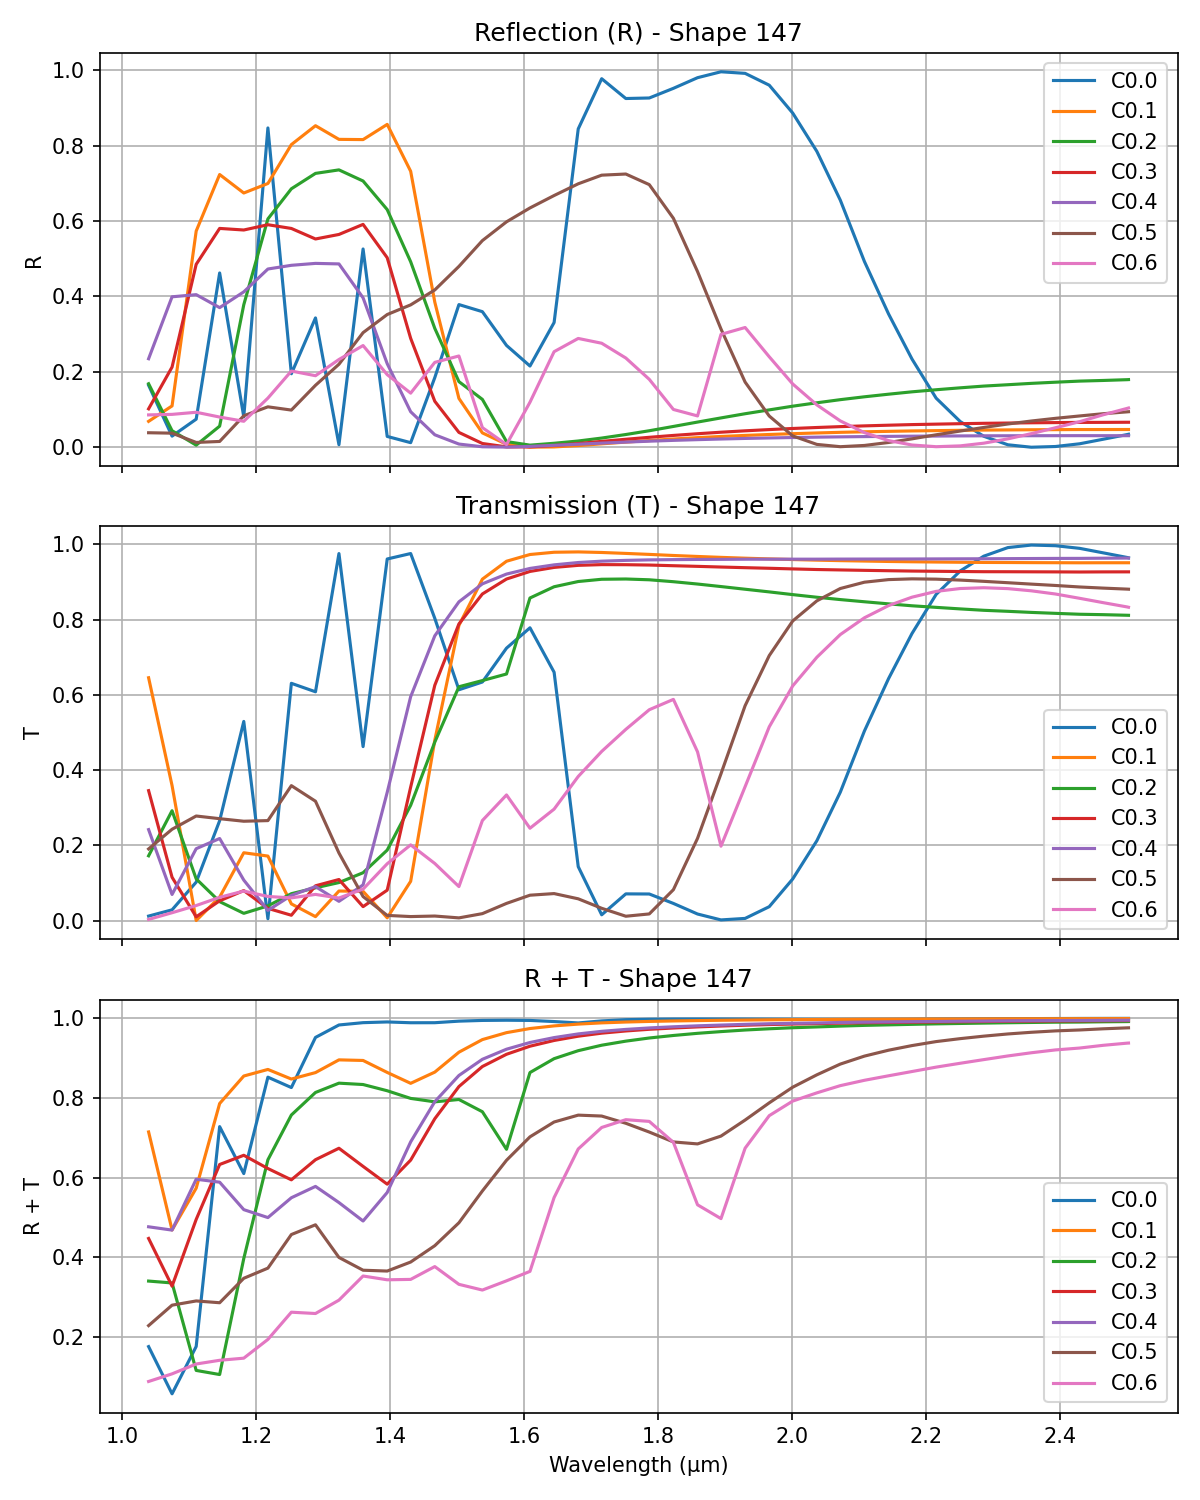 Reflection (R) - Shape 147
1.0
0.8
0.6
0.4
0.2
0.0
R
C0.0
C0.1
C0.2
C0.3
C0.4
C0.5
C0.6
Transmission (T) - Shape 147
1.0
0.8
0.6
0.4
0.2
0.0
T
C0.0
C0.1
C0.2
C0.3
C0.4
C0.5
C0.6
R + T - Shape 147
1.0
0.8
0.6
0.4
0.2
R + T
C0.0
C0.1
C0.2
C0.3
C0.4
C0.5
C0.6
1.0 1.2 1.4 1.6 1.8 2.0 2.2 2.4
Wavelength (μm)